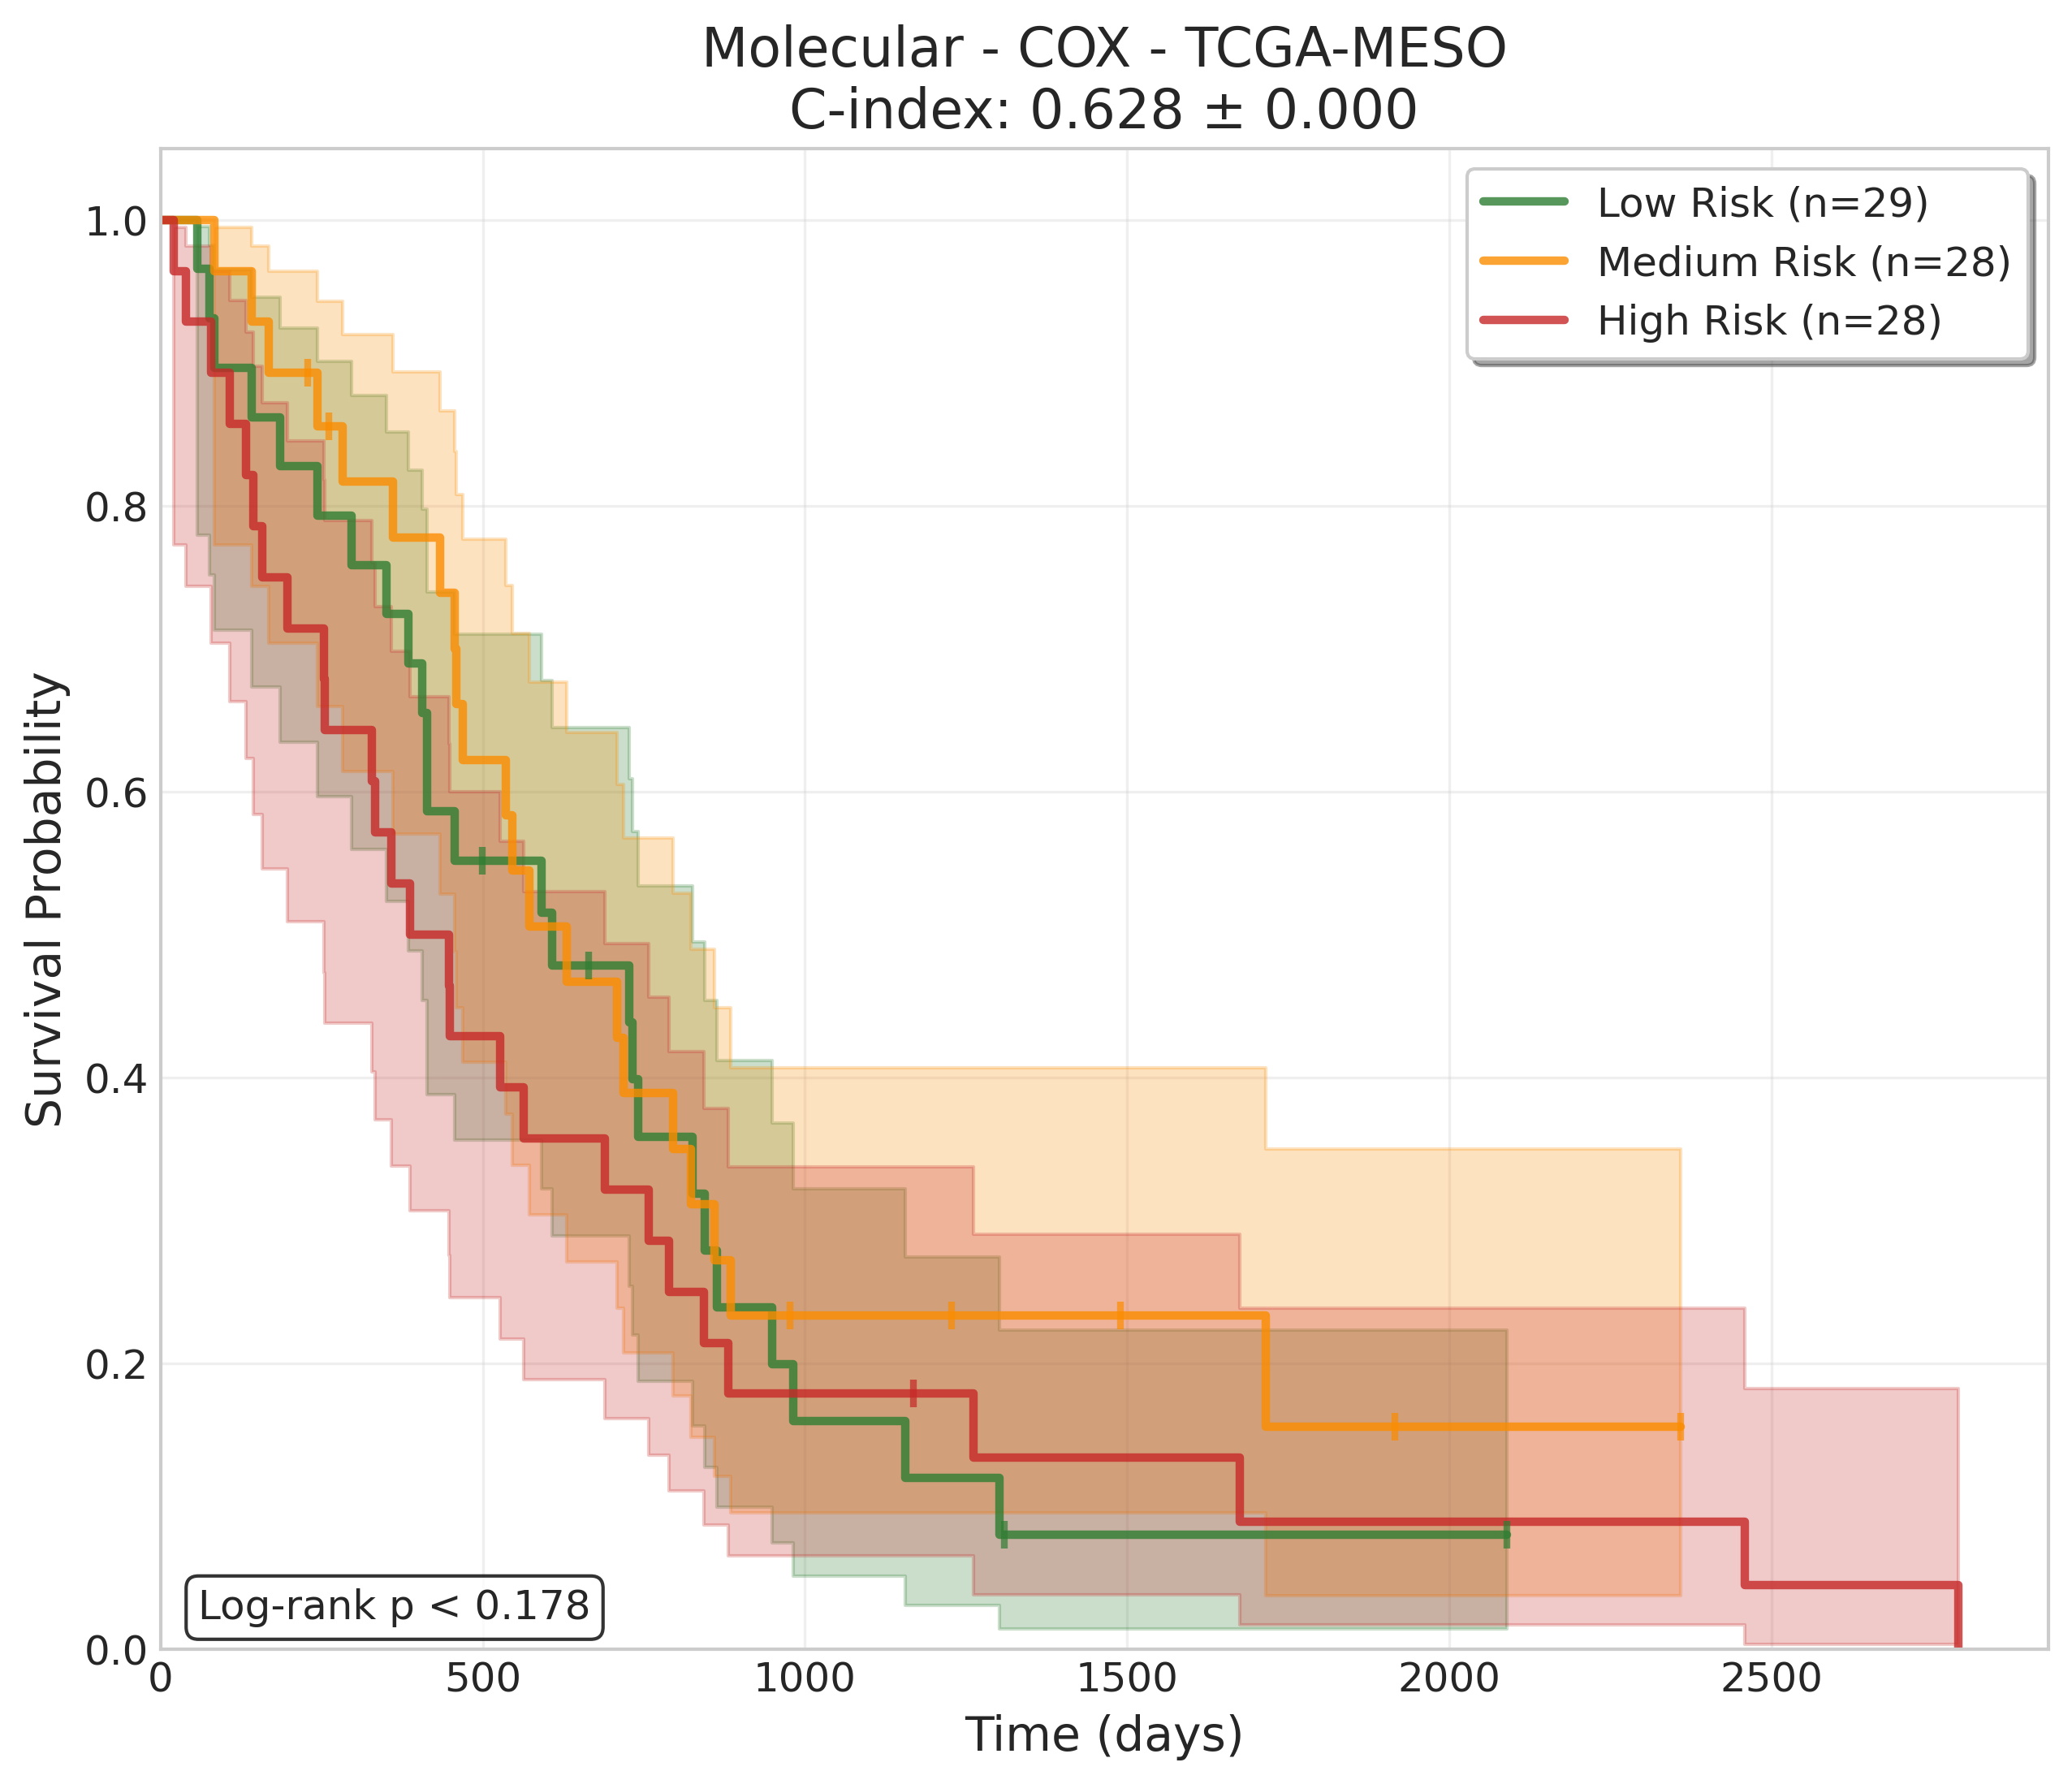 Molecular - COX - TCGA-MESO
C-index: 0.628 ± 0.000
Low Risk (n=29)
Medium Risk (n=28)
High Risk (n=28)
Survival Probability
1.0
0.8
0.6
0.4
0.2
0.0
Log-rank p < 0.178
0
500
1000
1500
2000
2500
Time (days)